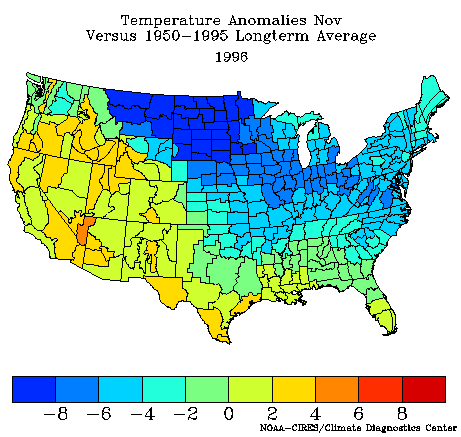 Temperature Anomalies Nov
Versus 1950-1995 Longterm Average
1996
-8 -6 -4 -2 0 2 4 6 8
NOAA-CIRES/Climate Diagnostics Center